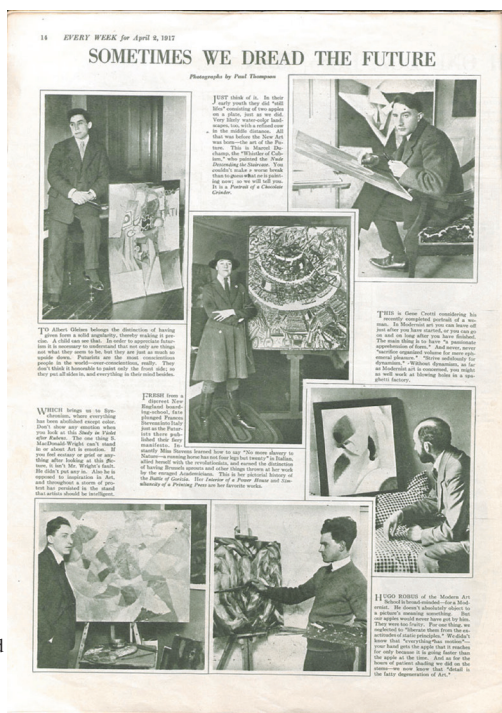 14 EVERY WEEK for April 2, 1917
SOMETIMES WE DREAD THE FUTURE
Photographs by Paul Thompson
JUST think of it. In their
early youth they did "still
lifes" consisting of two apples
on a plate, just as we did.
Very likely water-color land-
scapes, too, with a refined cow
in the middle distance. All
that was before the New Art
was born—the art of the Fu-
ture. This is Marcel Du-
champ, the "Whistler of Cub-
ism," who painted the Nude
Descending the Staircase. You
couldn't make a worse break
than to guess what he is paint-
ing now; so we will tell you.
It is a Portrait of a Chocolate
Grinder.
TO Albert Gleizes belongs the distinction of having
given form a solid angularity, thereby making it pre-
cise. A child can see that. In order to appreciate futur-
ism it is necessary to understand that not only are things
not what they seem to be, but they are just as much so
upside down. Futurists are the most conscientious
people in the world—over-conscientious, really. They
don't think it honorable to paint only the front side; so
they put all sides in, and everything in their mind besides.
THIS is Gene Crotti considering his
recently completed portrait of a wo-
man. In Modernist art you can leave off
just after you have started, or you can go
on and on long after you have finished.
The main thing is to have "a passionate
apprehension of form." And never, never
"sacrifice organized volume for mere epi-
sensual pleasure." "Strive ceaselessly for
dynamism." Without dynamism, so far
as Modernist art is concerned, you might
as well work at blowing holes in a spa-
ghetti factory.
WHICH brings us to Syn-
chromism, where everything
has been abolished except color.
Don't show any emotion when
you look at this Study in Violet
after Rubens. The one thing S.
MacDonald-Wright can't stand
in or about Art is emotion. If
you feel ecstasy or grief or any-
thing after looking at this Pic-
ture, it isn't Mr. Wright's fault.
He didn't put any in. Also he is
opposed to inspiration in Art,
and throughout a storm of pro-
test has persisted in the stand
that artists should be intelligent.
FRESH from a
discreet New
England board-
ing-school, fate
plunged Frances
Stevens into Italy
just as the Futur-
ists there pub-
lished their fiery
manifesto. In-
stantly Miss Stevens learned how to say "No more slavery to
Nature—a running horse has not four legs but twenty" in Italian,
allied herself with the revolutionists, and earned the distinction
of having Brussels sprouts and other things thrown at her work
by the enraged Academicians. This is her pictorial history of
the Battle of Gorizia. Her Interior of a Power House and Sim-
ultaneity of a Printing Press are her favorite works.
HUGO ROBUS of the Modern Art
School is broad-minded—for a Mod-
ernist. He doesn't absolutely object to
a picture's meaning something. But
our apples would never have got by him.
They were too fruity. For one thing, we
neglected to "liberate them from the ex-
actitudes of static principles." We didn't
know that "everything has motion"—
your hand gets the apple that it reaches
for only because it is going faster than
the apple at the time. And as for the
hours of patient shading we did on the
—we now know that "detail is
the fatty degeneration of Art."